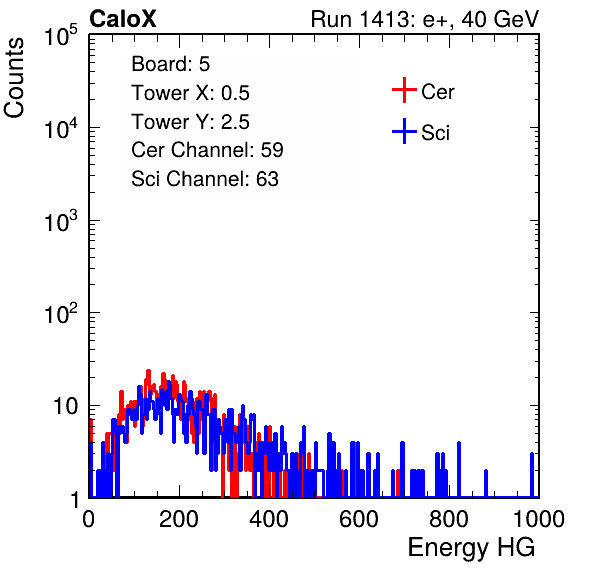 CaloX Run 1413: e+, 40 GeV
Counts
10^5
10^4
10^3
10^2
10
1
Board: 5
Tower X: 0.5
Tower Y: 2.5
Cer Channel: 59
Sci Channel: 63
Cer
Sci
0 200 400 600 800 1000
Energy HG